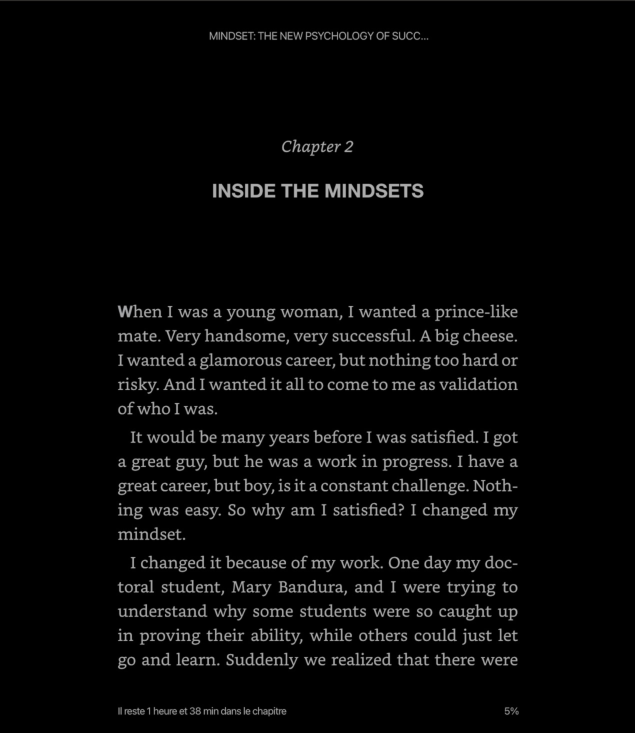 MINDSET: THE NEW PSYCHOLOGY OF SUCC...
Chapter 2
INSIDE THE MINDSETS
When I was a young woman, I wanted a prince-like
mate. Very handsome, very successful. A big cheese.
I wanted a glamorous career, but nothing too hard or
risky. And I wanted it all to come to me as validation
of who I was.
It would be many years before I was satisfied. I got
a great guy, but he was a work in progress. I have a
great career, but boy, is it a constant challenge. Noth-
ing was easy. So why am I satisfied? I changed my
mindset.
I changed it because of my work. One day my doc-
toral student, Mary Bandura, and I were trying to
understand why some students were so caught up
in proving their ability, while others could just let
go and learn. Suddenly we realized that there were
Il reste 1 heure et 38 min dans le chapitre
5%